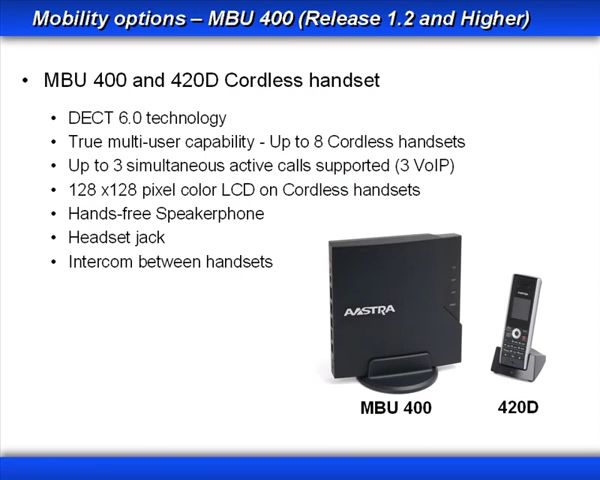 Mobility options – MBU 400 (Release 1.2 and Higher)
• MBU 400 and 420D Cordless handset
• DECT 6.0 technology
• True multi-user capability - Up to 8 Cordless handsets
• Up to 3 simultaneous active calls supported (3 VoIP)
• 128 x128 pixel color LCD on Cordless handsets
• Hands-free Speakerphone
• Headset jack
• Intercom between handsets
AASTRA
MBU 400
420D